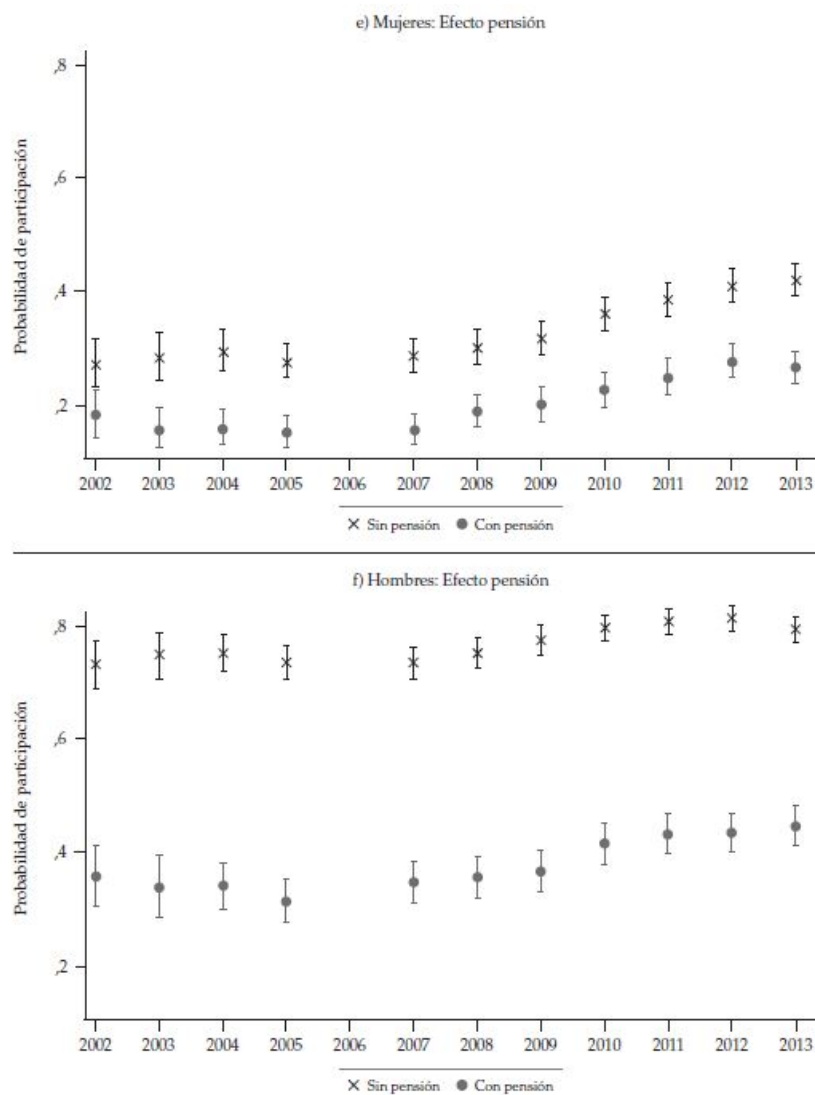 e) Mujeres: Efecto pensión
,8
,6
,4
,2
Probabilidad de participación
2002 2003 2004 2005 2006 2007 2008 2009 2010 2011 2012 2013
× Sin pensión ● Con pensión
f) Hombres: Efecto pensión
,8
,6
,4
,2
Probabilidad de participación
2002 2003 2004 2005 2006 2007 2008 2009 2010 2011 2012 2013
× Sin pensión ● Con pensión